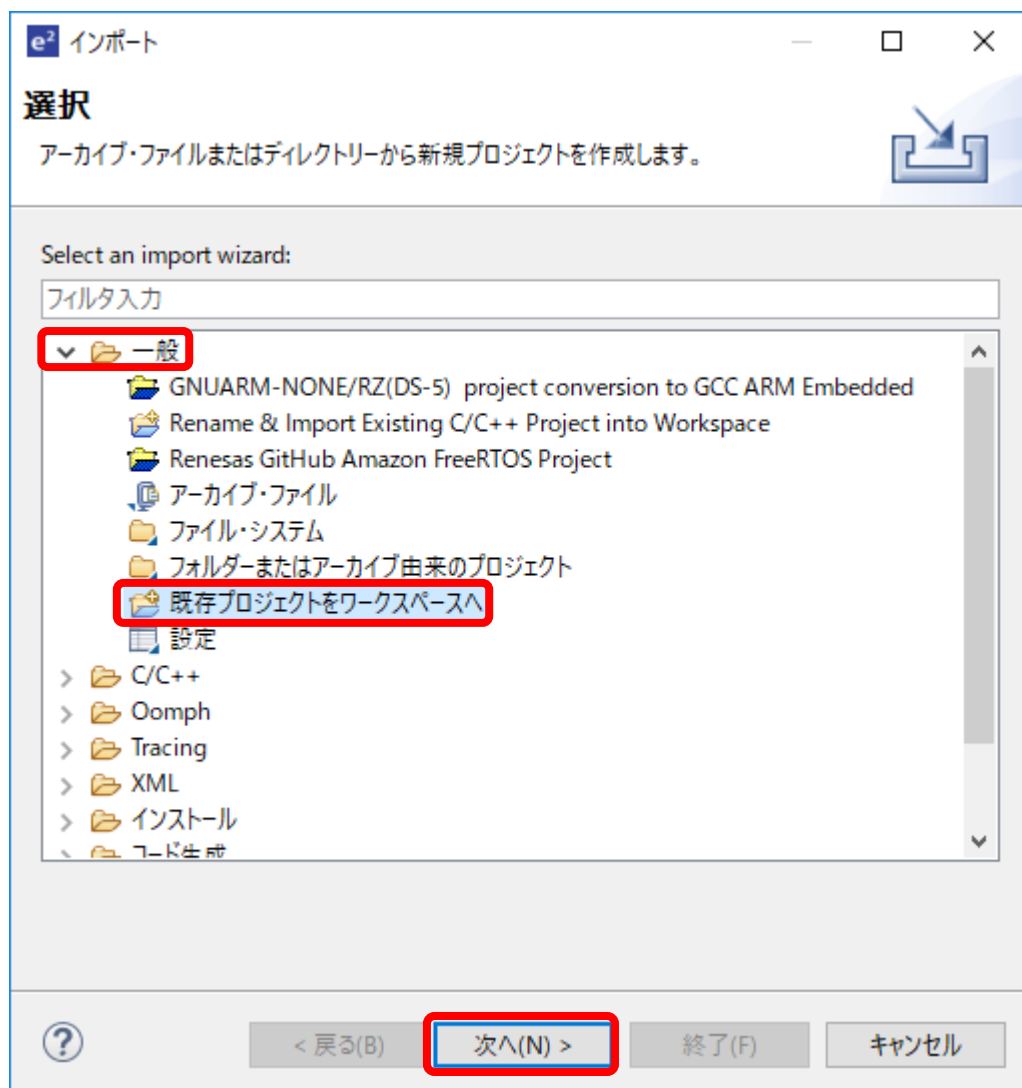 e² インポート
選択
アーカイブ・ファイルまたはディレクトリーから新規プロジェクトを作成します。
Select an import wizard:
フィルタ入力
一般
GNUARM-NONE/RZ(DS-5) project conversion to GCC ARM Embedded
Rename & Import Existing C/C++ Project into Workspace
Renesas GitHub Amazon FreeRTOS Project
アーカイブ・ファイル
ファイル・システム
フォルダーまたはアーカイブ由来のプロジェクト
既存プロジェクトをワークスペースへ
設定
C/C++
Oomph
Tracing
XML
インストール
コード生成
? < 戻る(B) 次へ(N) > 終了(F) キャンセル